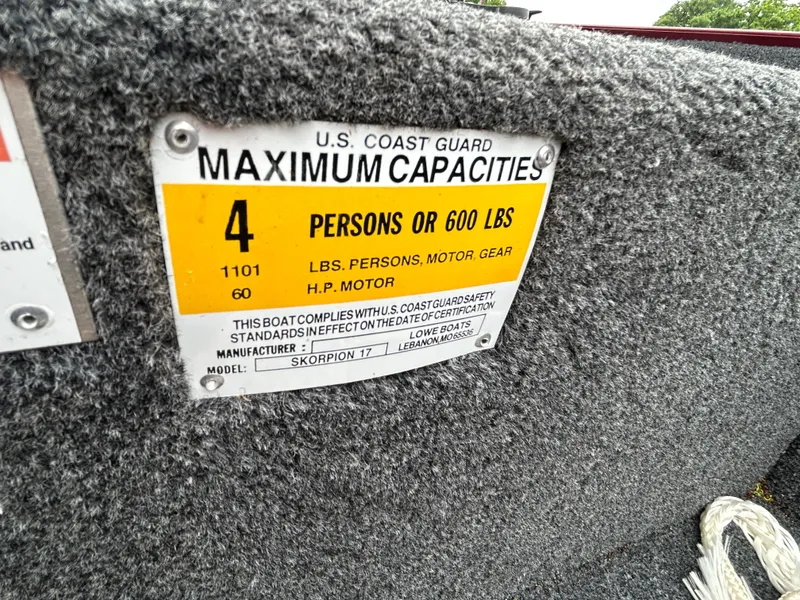 and
U.S. COAST GUARD
MAXIMUM CAPACITIES
4 PERSONS OR 600 LBS
1101 LBS. PERSONS, MOTOR, GEAR
60 H.P. MOTOR
THIS BOAT COMPLIES WITH U.S. COAST GUARD SAFETY
STANDARDS IN EFFECT ON THE DATE OF CERTIFICATION
MANUFACTURER : LOWE BOATS
LEBANON,MO 65536
MODEL: SKORPION 17